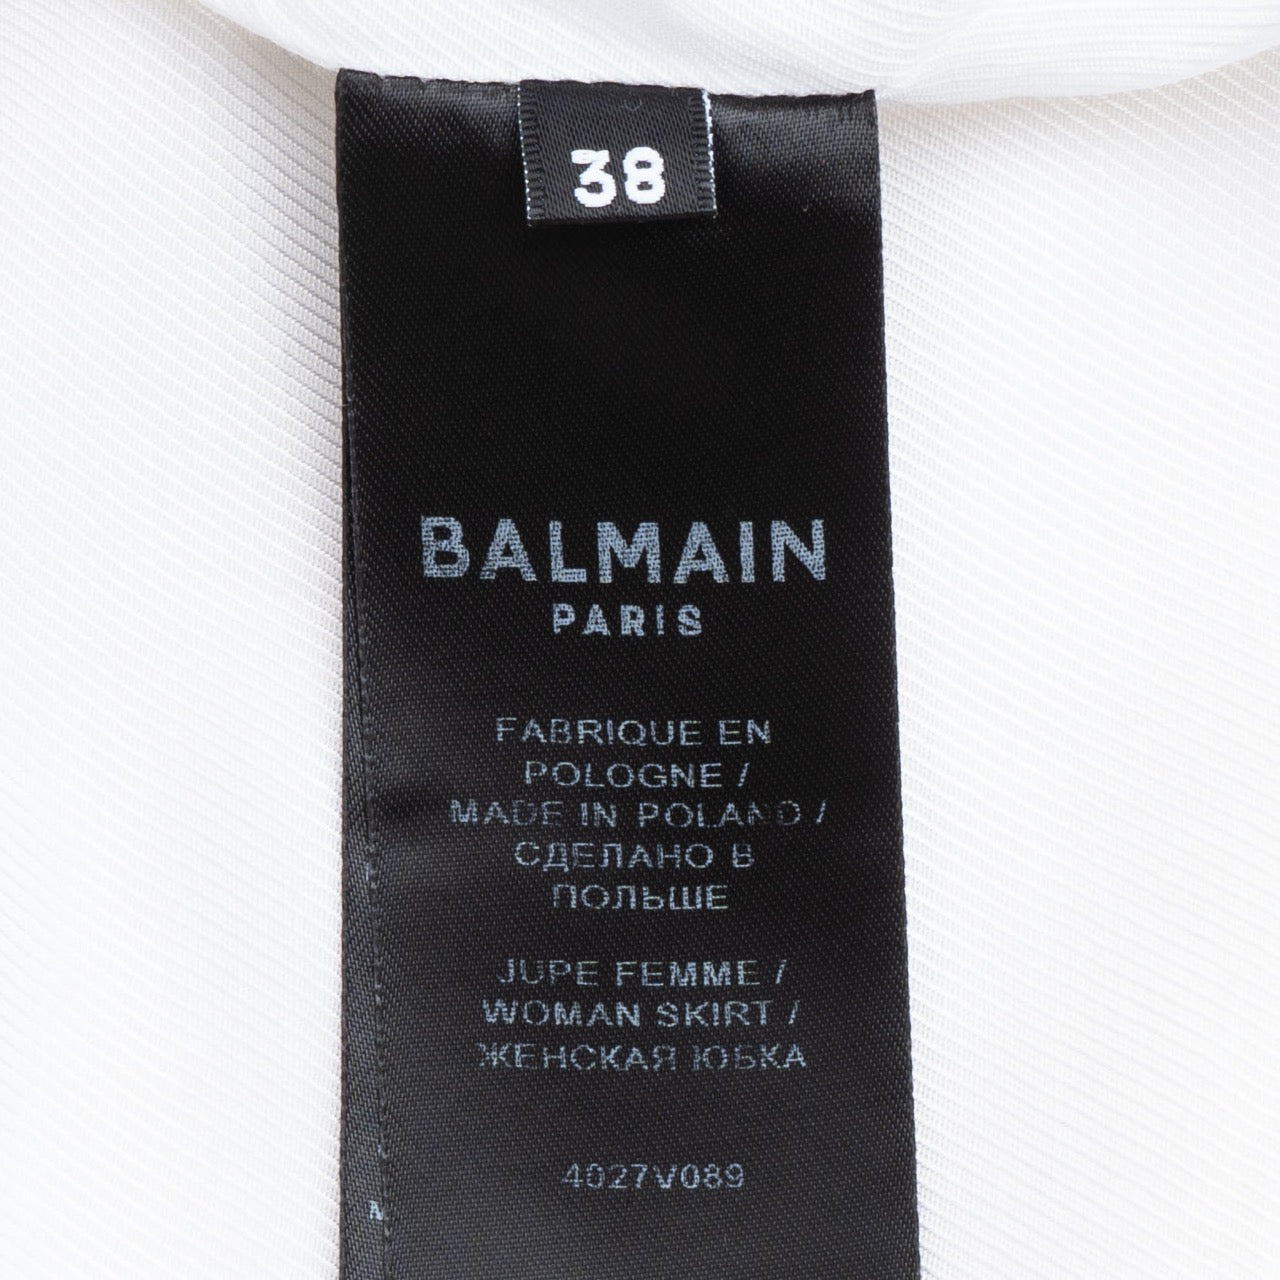 38
BALMAIN
PARIS
FABRIQUE EN
POLOGNE /
MADE IN POLAND /
СДЕЛАНО В
ПОЛЬШЕ
JUPE FEMME /
WOMAN SKIRT /
ЖЕНСКАЯ ЮБКА
4027V089